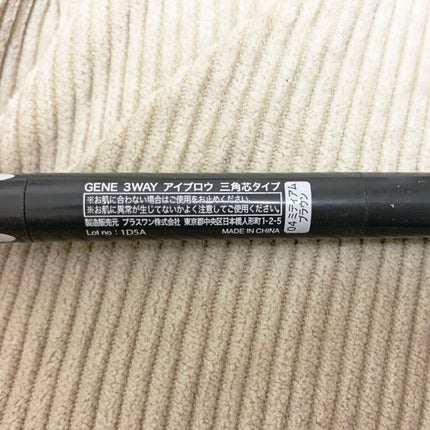 GENE 3WAY アイブロウ 三角芯タイプ
※お肌に合わない場合はご使用をお止めください。
※お肌に異常が生じてないかよく注意してご使用ください。
製造販売元 プラスワン株式会社 東京都中央区日本橋人形町1-2-5
Lot no : 1D5A MADE IN CHINA
04 ミディアム
ブラウン